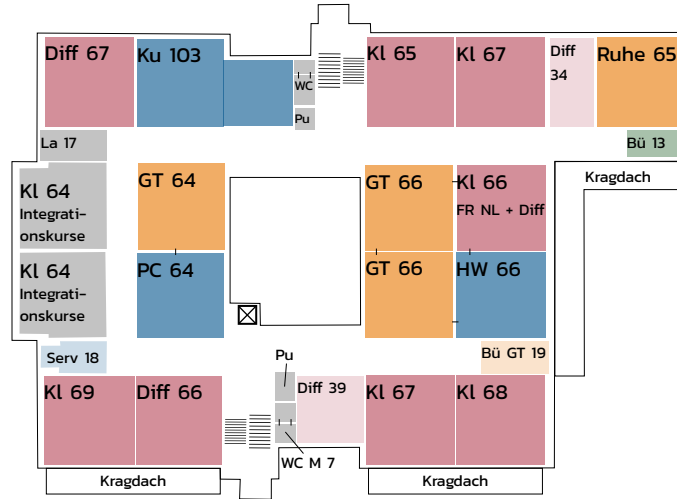 Diff 67
Ku 103
WC
Pu
Kl 65
Kl 67
Diff
34
Ruhe 65
La 17
Bü 13
Kl 64
Integrati-
onskurse
GT 64
GT 66
Kl 66
FR NL + Diff
Kragdach
Kl 64
Integrati-
onskurse
PC 64
GT 66
HW 66
Serv 18
Pu
Bü GT 19
Kl 69
Diff 66
Diff 39
Kl 67
Kl 68
WC M 7
Kragdach
Kragdach